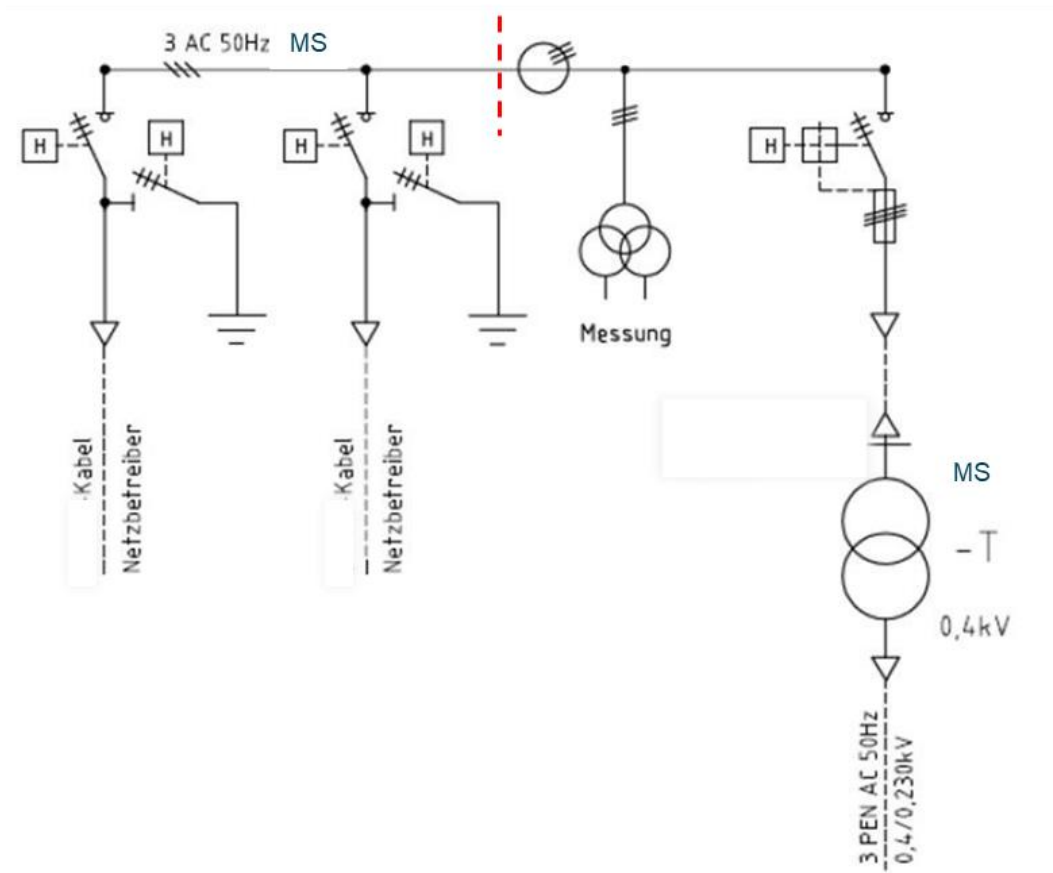 3 AC 50Hz MS
H
H
H
H
H
Messung
-Kabel
Netzbetreiber
-Kabel
Netzbetreiber
MS
-T
0,4kV
3 PEN AC 50Hz
0,4/0,230kV